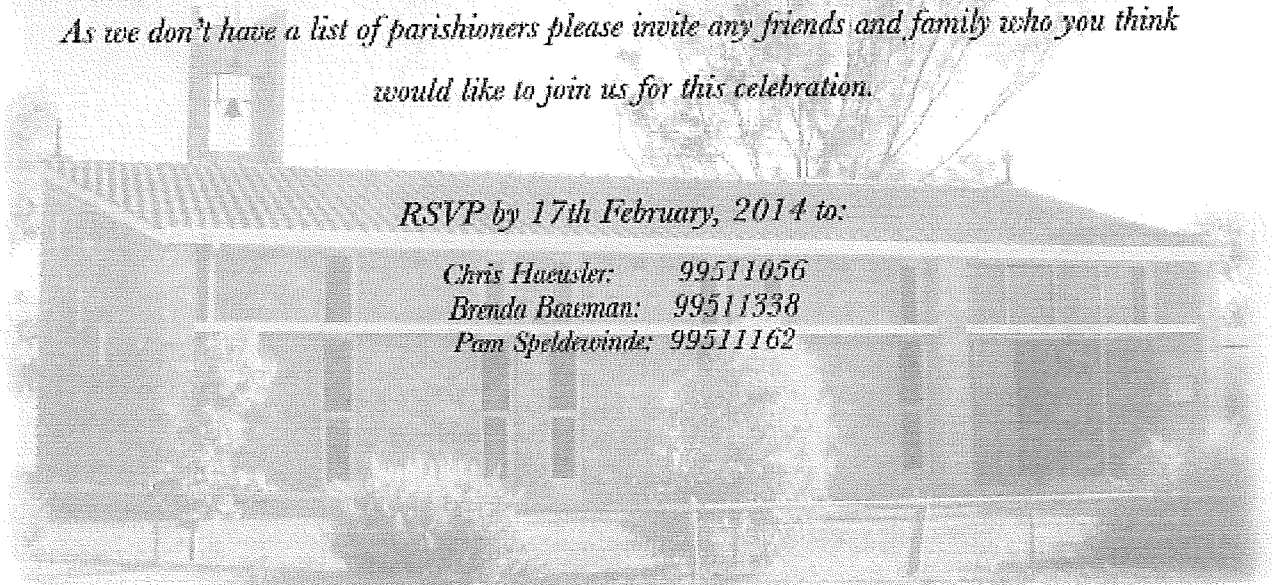 As we don't have a list of parishioners please invite any friends and family who you think
would like to join us for this celebration.
RSVP by 17th February, 2014 to:
Chris Haeusler: 99511056
Brenda Bowman: 99511338
Pam Speldewinde: 99511162